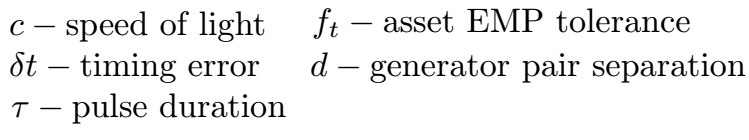 c – speed of light f_t – asset EMP tolerance
δt – timing error d – generator pair separation
τ – pulse duration